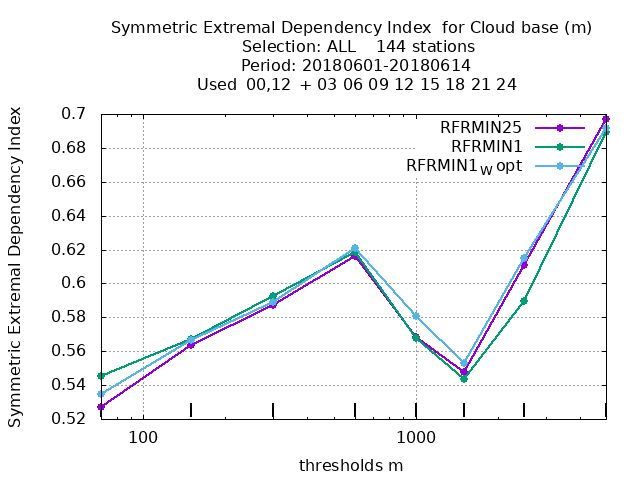 Symmetric Extremal Dependency Index for Cloud base (m)
Selection: ALL 144 stations
Period: 20180601-20180614
Used 00,12 + 03 06 09 12 15 18 21 24
Symmetric Extremal Dependency Index
0.7
0.68
0.66
0.64
0.62
0.6
0.58
0.56
0.54
0.52
RFRMIN25
RFRMIN1
RFRMIN1W opt
100 1000
thresholds m